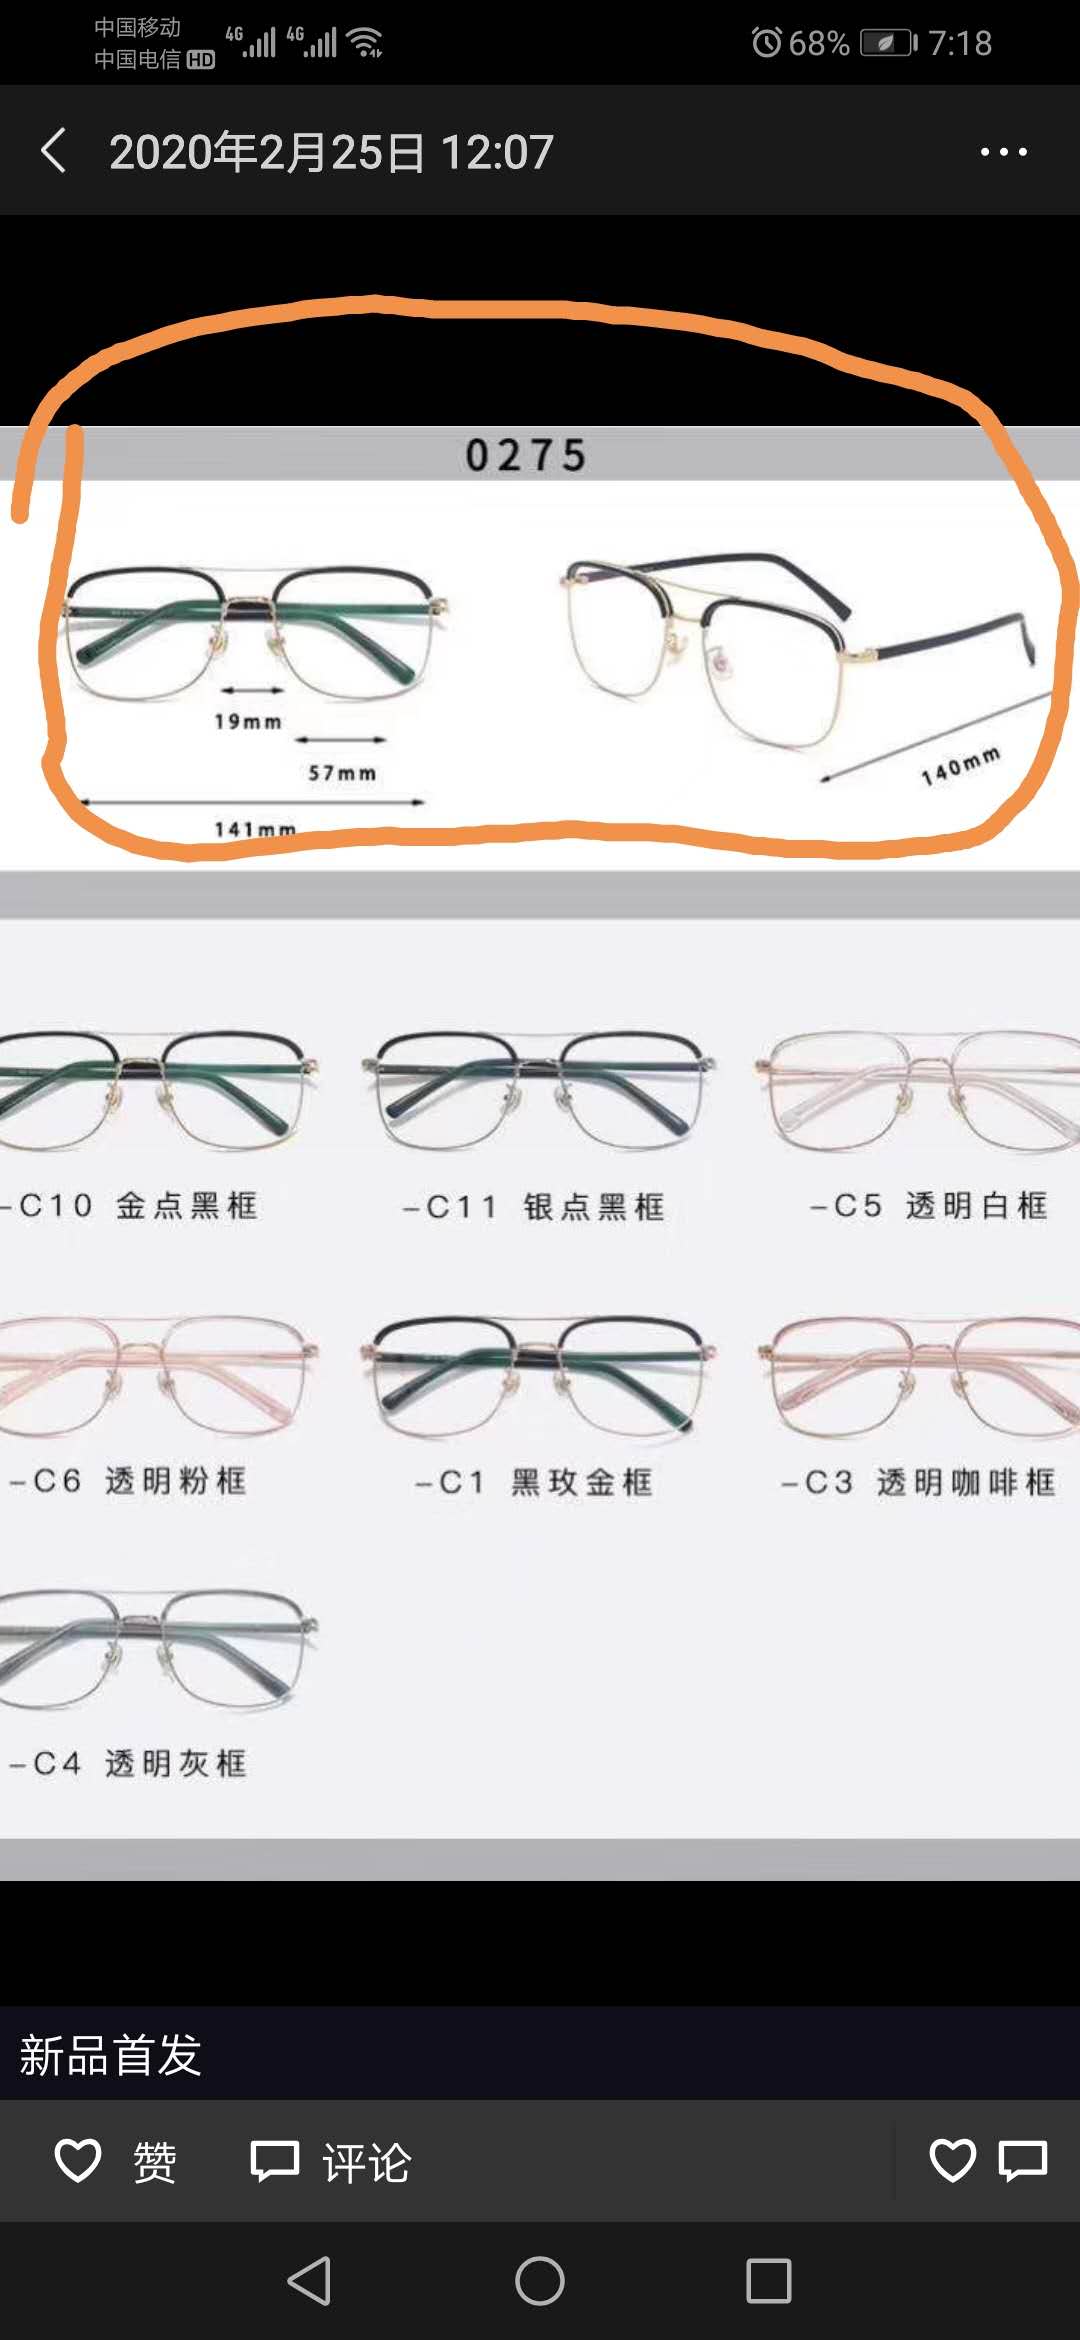 中国移动 4G 4G 68% 7:18
中国电信 HD
2020年2月25日 12:07
0275
19mm
57mm
140mm
141mm
-C10 金点黑框
-C11 银点黑框
-C5 透明白框
-C6 透明粉框
-C1 黑玫金框
-C3 透明咖啡框
-C4 透明灰框
新品首发
赞 评论